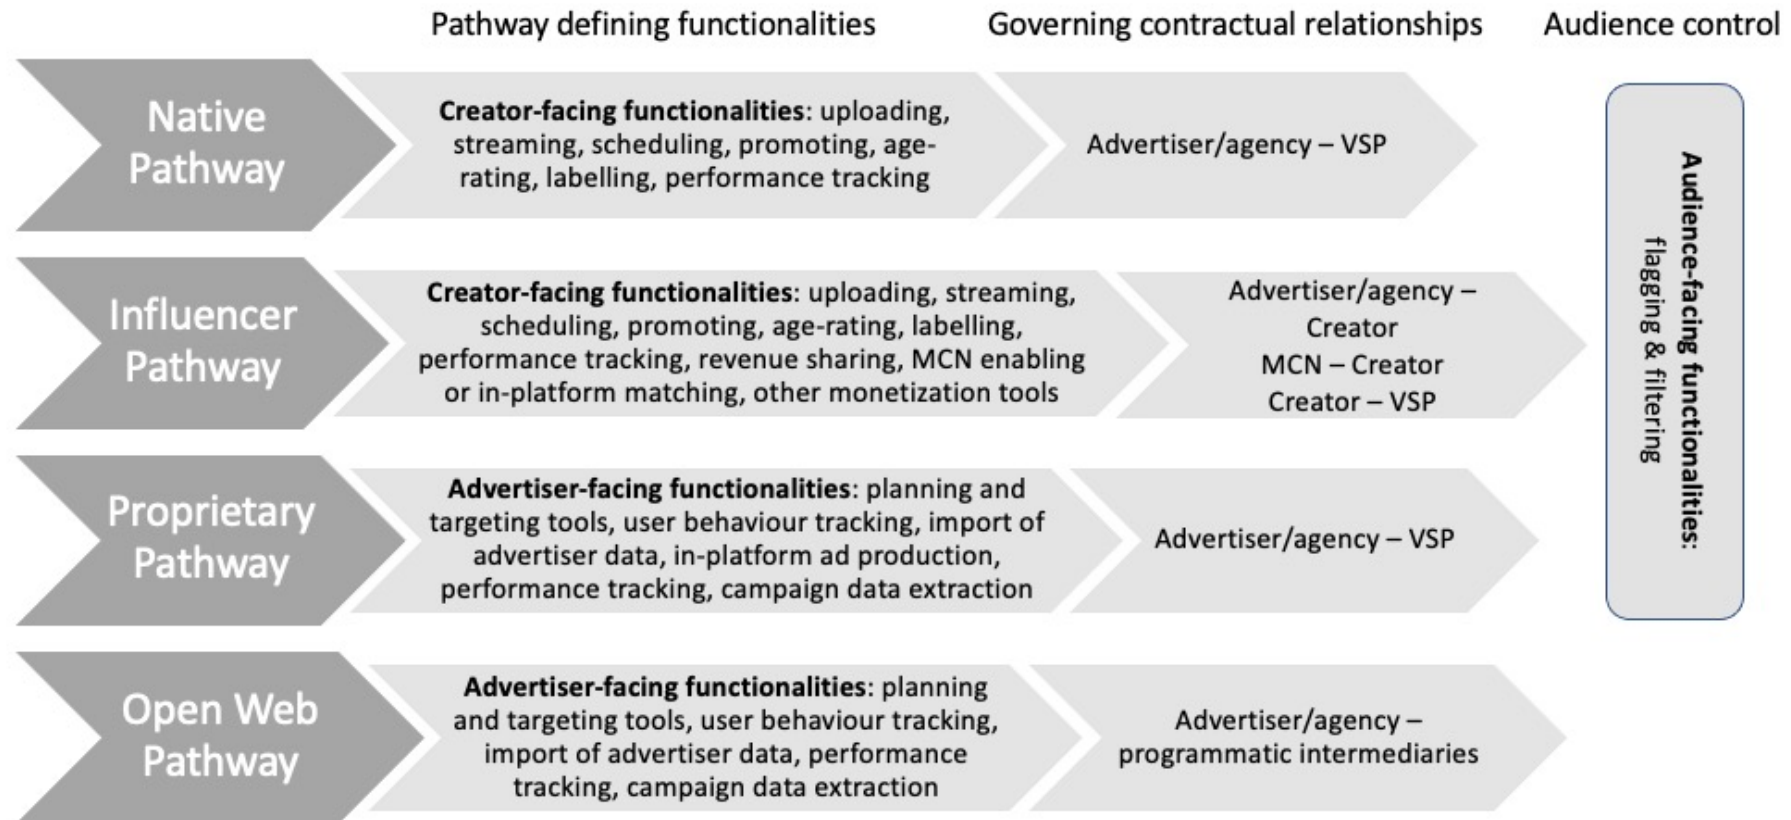 Pathway defining functionalities
Governing contractual relationships
Audience control
Native
Pathway
Creator-facing functionalities: uploading,
streaming, scheduling, promoting, age-
rating, labelling, performance tracking
Advertiser/agency – VSP
Influencer
Pathway
Creator-facing functionalities: uploading, streaming,
scheduling, promoting, age-rating, labelling,
performance tracking, revenue sharing, MCN enabling
or in-platform matching, other monetization tools
Advertiser/agency –
Creator
MCN – Creator
Creator – VSP
Proprietary
Pathway
Advertiser-facing functionalities: planning and
targeting tools, user behaviour tracking, import of
advertiser data, in-platform ad production,
performance tracking, campaign data extraction
Advertiser/agency – VSP
Open Web
Pathway
Advertiser-facing functionalities: planning
and targeting tools, user behaviour tracking,
import of advertiser data, performance
tracking, campaign data extraction
Advertiser/agency –
programmatic intermediaries
Audience-facing functionalities:
flagging & filtering